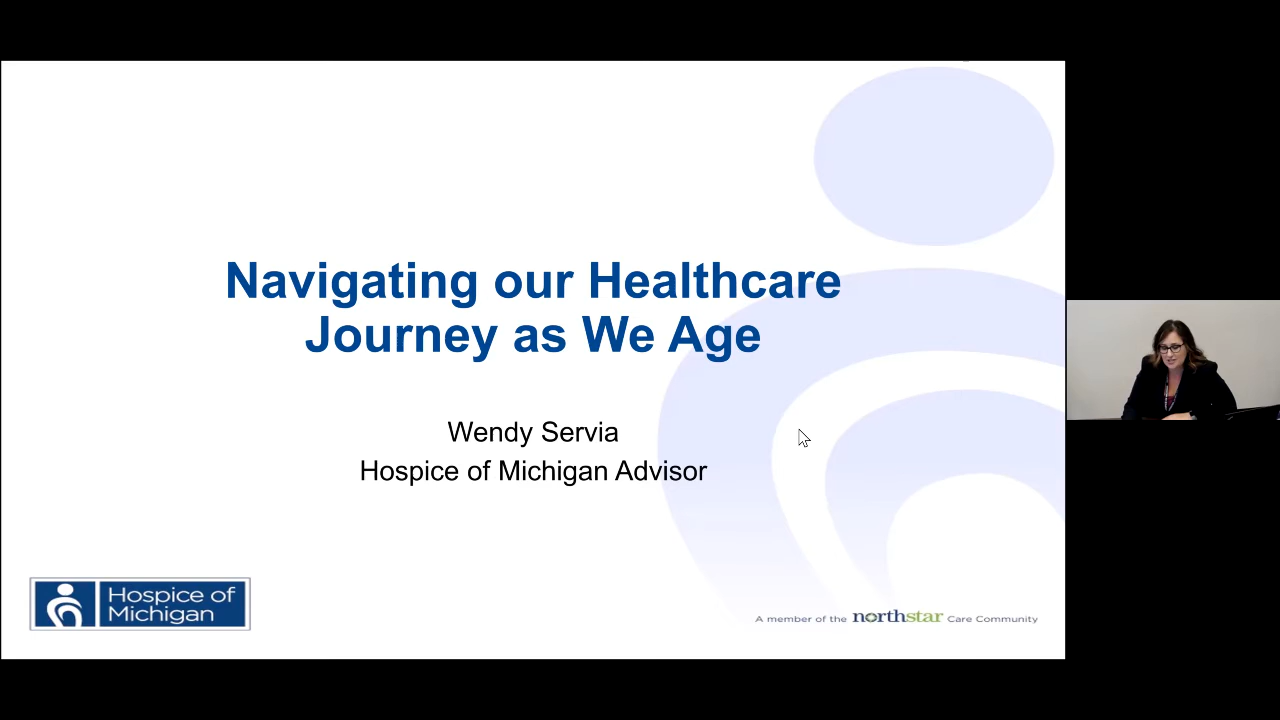 Navigating our Healthcare
Journey as We Age
Wendy Servia
Hospice of Michigan Advisor
Hospice of
Michigan
A member of the northstar Care Community